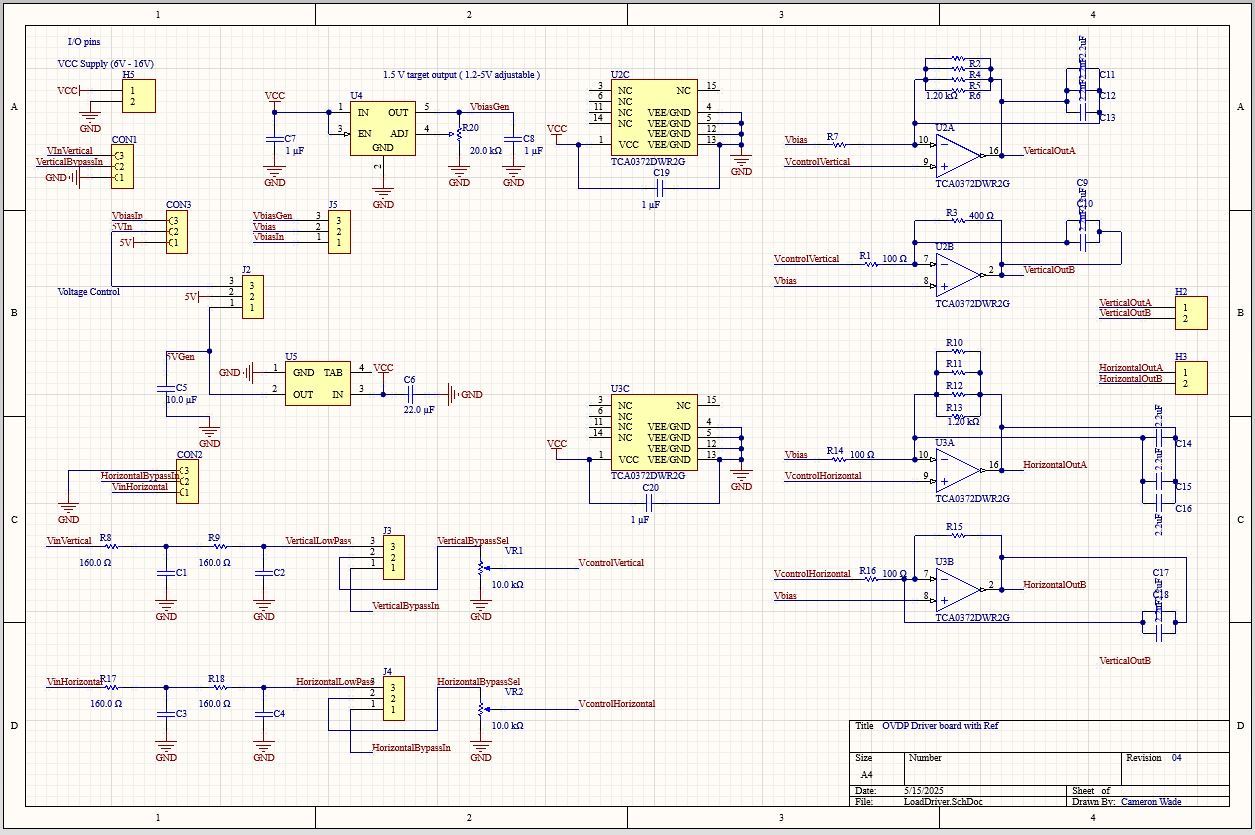 1 2 3 4
A
B
C
D
I/O pins
VCC Supply (6V - 16V)
H5
VCC
1
2
GND
CON1
VInVertical
VerticalBypassIn
GND
C3
C2
C1
1.5 V target output ( 1.2-5V adjustable )
VCC
U4
1 IN OUT 5
3 EN ADJ 4
GND
2
VbiasGen
C7
1 µF
R20
20.0 kΩ
C8
1 µF
GND
GND
GND
GND
U2C
3 NC NC 15
6 NC
11 NC VEE/GND 4
14 NC VEE/GND 5
VEE/GND 12
1 VCC VEE/GND 13
TCA0372DWR2G
VCC
GND
C19
1 µF
R2
R4
R5
1.20 kΩ R6
2.2uF
2.2uF
C11
C12
C13
Vbias R7
VcontrolVertical
U2A
10
9
16
VerticalOutA
TCA0372DWR2G
CON3
VbiasIn
5VIn
5V
C3
C2
C1
J5
VbiasGen 3 3
Vbias 2 2
VbiasIn 1 1
J2
3 3
5V 2 2
1 1
Voltage Control
R3 400 Ω
C9
C10
VcontrolVertical R1 100 Ω
Vbias
U2B
7
8
2
VerticalOutB
TCA0372DWR2G
H2
VerticalOutA 1
VerticalOutB 2
5VGen
C5
10.0 µF
GND
U5
GND 1 GND TAB 4
2 OUT IN 3
VCC
C6
22.0 µF
GND
H3
HorizontalOutA 1
HorizontalOutB 2
U3C
3 NC NC 15
6 NC
11 NC VEE/GND 4
14 NC VEE/GND 5
VEE/GND 12
1 VCC VEE/GND 13
TCA0372DWR2G
VCC
GND
C20
1 µF
R10
R11
R12
R13
1.20 kΩ
Vbias R14 100 Ω
VcontrolHorizontal
U3A
10
9
16
HorizontalOutA
TCA0372DWR2G
2.2uF
C14
2.2uF
C15
C16
2.2uF
CON2
HorizontalBypassIn
VinHorizontal
C3
C2
C1
GND
VinVertical R8
160.0 Ω
R9
160.0 Ω
C1
C2
GND
GND
VerticalLowPass
J3
3 3
2 2
1 1
VerticalBypassIn
VerticalBypassSel
VR1
10.0 kΩ
VcontrolVertical
GND
R15
VcontrolHorizontal R16 100 Ω
Vbias
U3B
7
8
2
HorizontalOutB
TCA0372DWR2G
C17
C18
VerticalOutB
VinHorizontal R17
160.0 Ω
R18
160.0 Ω
C3
C4
GND
GND
HorizontalLowPass
J4
3 3
2 2
1 1
HorizontalBypassIn
HorizontalBypassSel
VR2
10.0 kΩ
VcontrolHorizontal
GND
Title OVDP Driver board with Ref
Size Number Revision 04
A4
Date: 5/15/2025 Sheet of
File: LoadDriver.SchDoc Drawn By: Cameron Wade
1 2 3 4
A
B
C
D